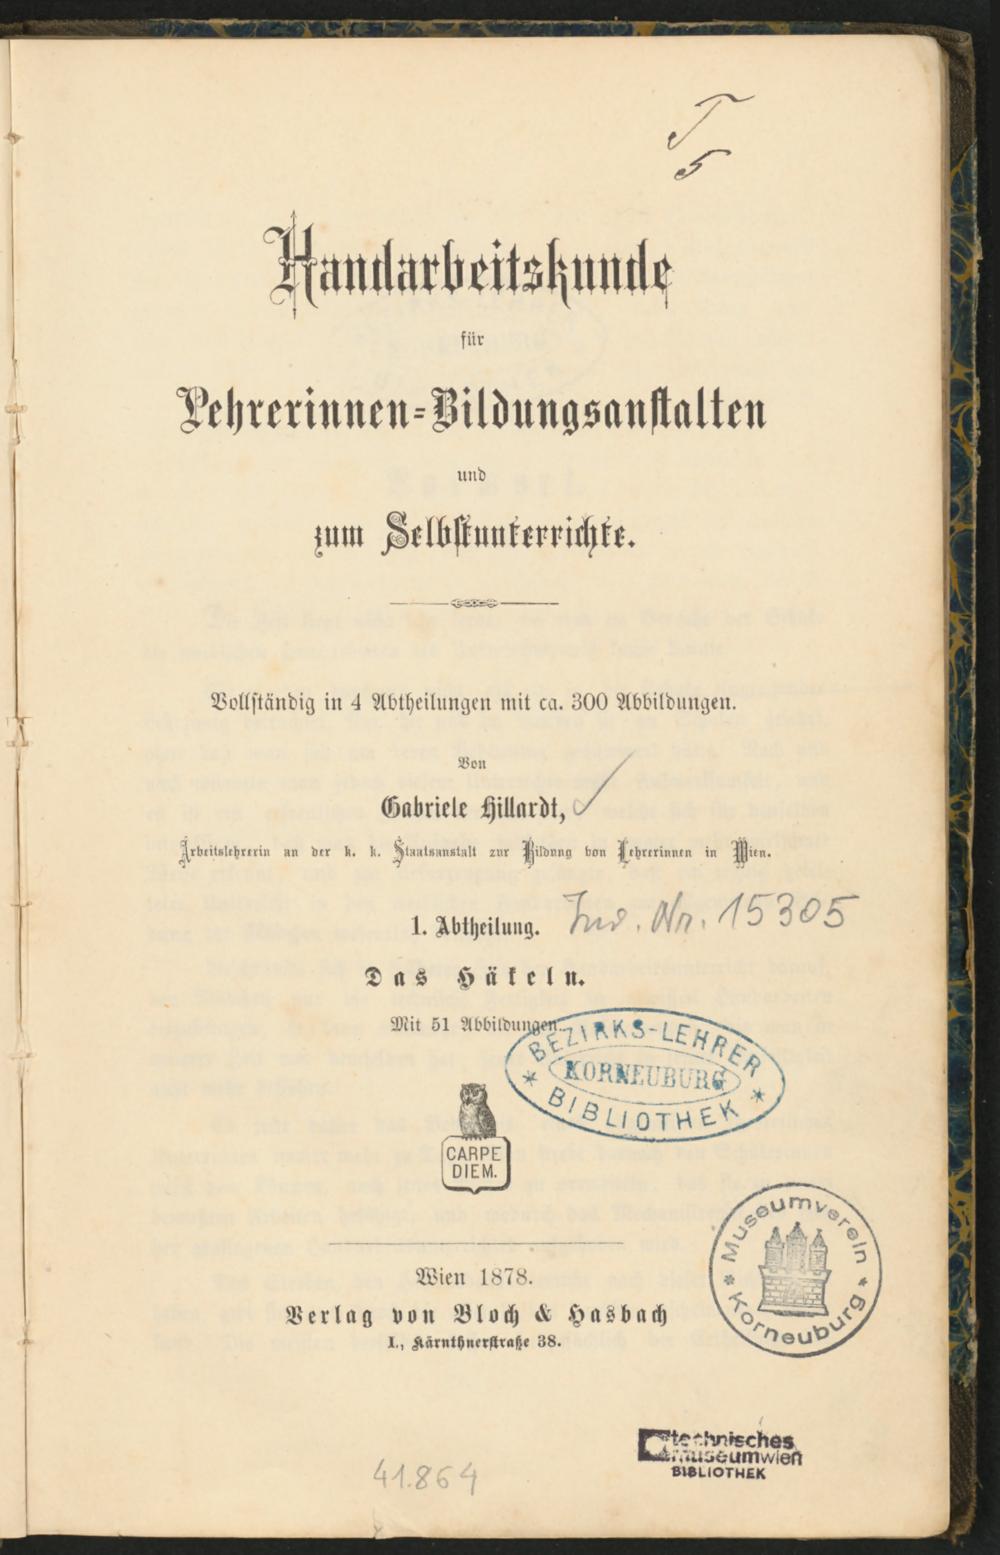 T
5
Handarbeitskunde
für
Lehrerinnen=Bildungsanstalten
und
zum Selbstunterrichte.
Vollständig in 4 Abtheilungen mit ca. 300 Abbildungen.
Von
Gabriele Hillardt,
Arbeitslehrerin an der k. k. Staatsanstalt zur Bildung von Lehrerinnen in Wien.
1. Abtheilung. Inv. Nr. 15305
Das Häkeln.
Mit 51 Abbildungen.
BEZIRKS-LEHRER
KORNEUBURG
BIBLIOTHEK
CARPE
DIEM.
Museumverein
Korneuburg
Wien 1878.
Verlag von Bloch & Hasbach
I., Kärnthnerstraße 38.
technisches
museumwien
BIBLIOTHEK
41.864